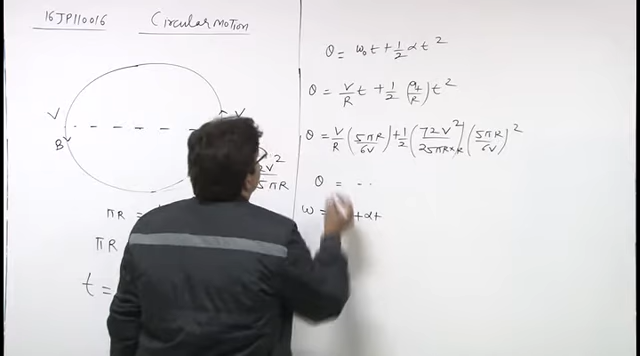 16JP110016 Circular motion
θ = ω₀t + 1/2 αt²
θ = V/R t + 1/2 (at/R) t²
V V
B
θ = V/R (5πR/6V) + 1/2 (72V²/25πR×R) (5πR/6V)²
2V²/5πR
θ = ..
πR =
ω = + αt
πR
t =